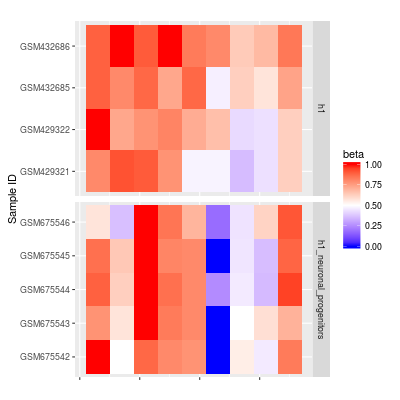 GSM432686
GSM432685
GSM429322
GSM429321
h1
GSM675546
GSM675545
GSM675544
GSM675543
GSM675542
h1_neuronal_progenitors
Sample ID
beta
1.00
0.75
0.50
0.25
0.00